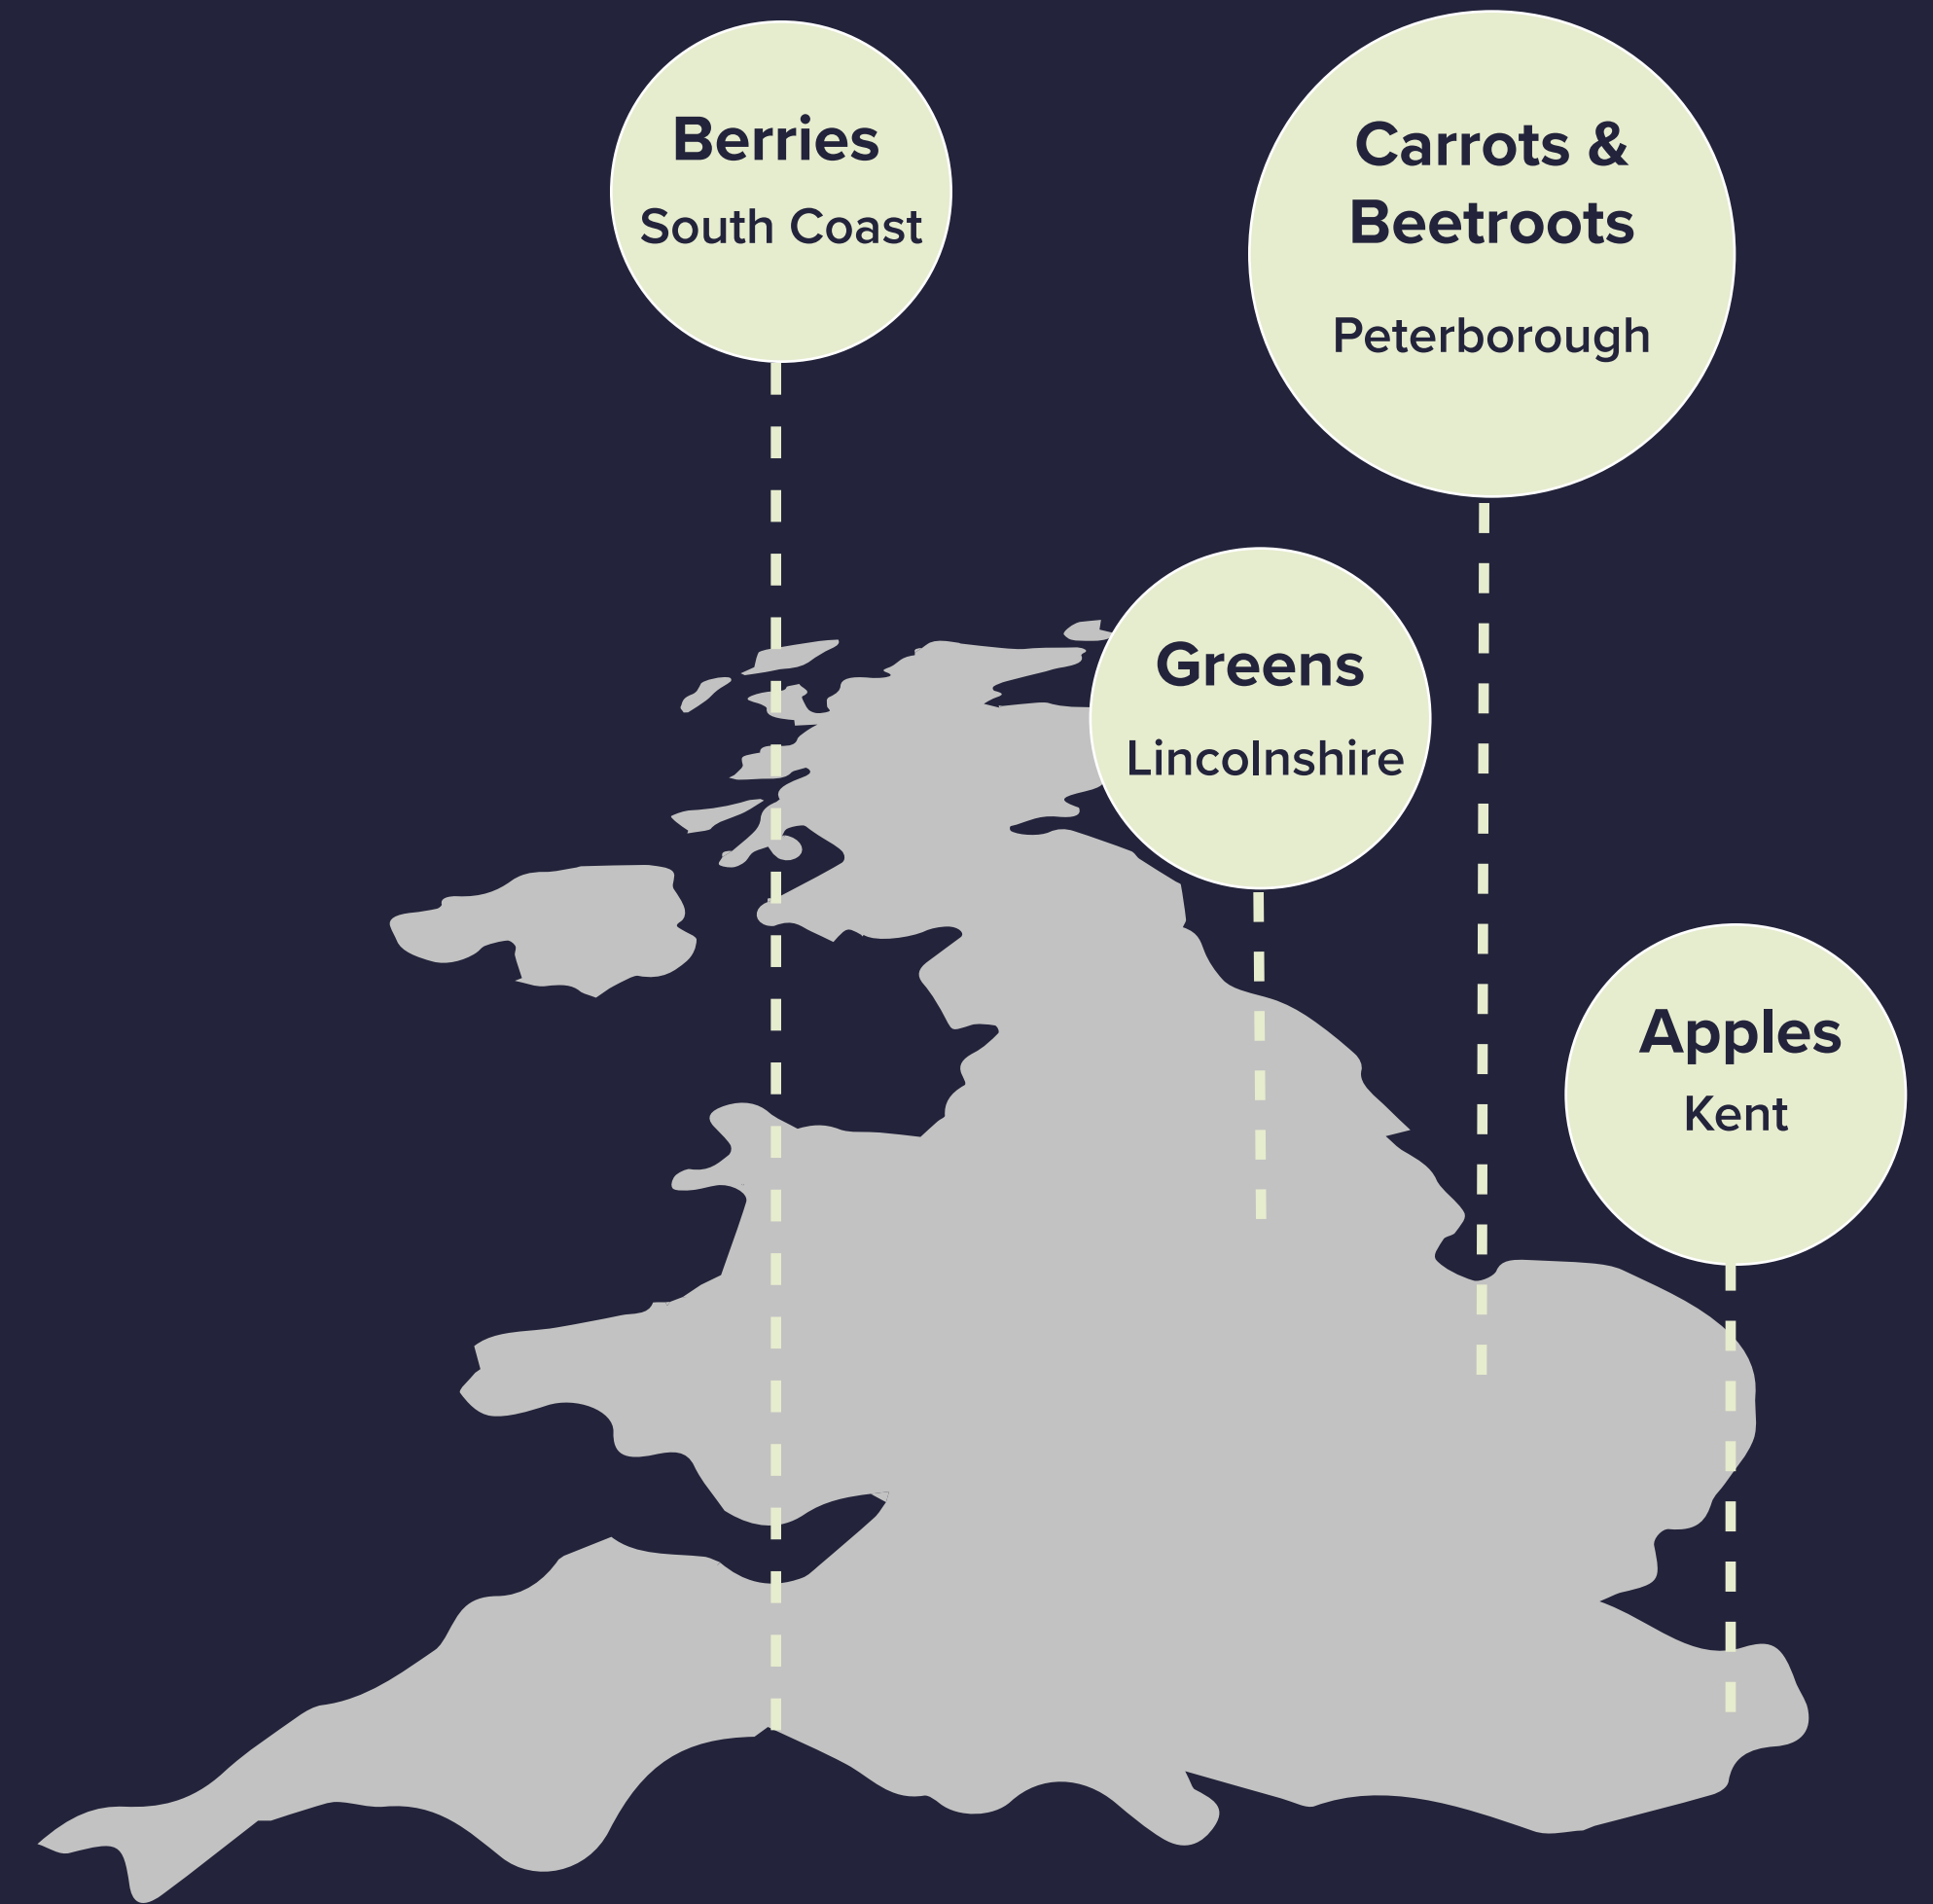 Berries
South Coast
Carrots &
Beetroots
Peterborough
Greens
Lincolnshire
Apples
Kent